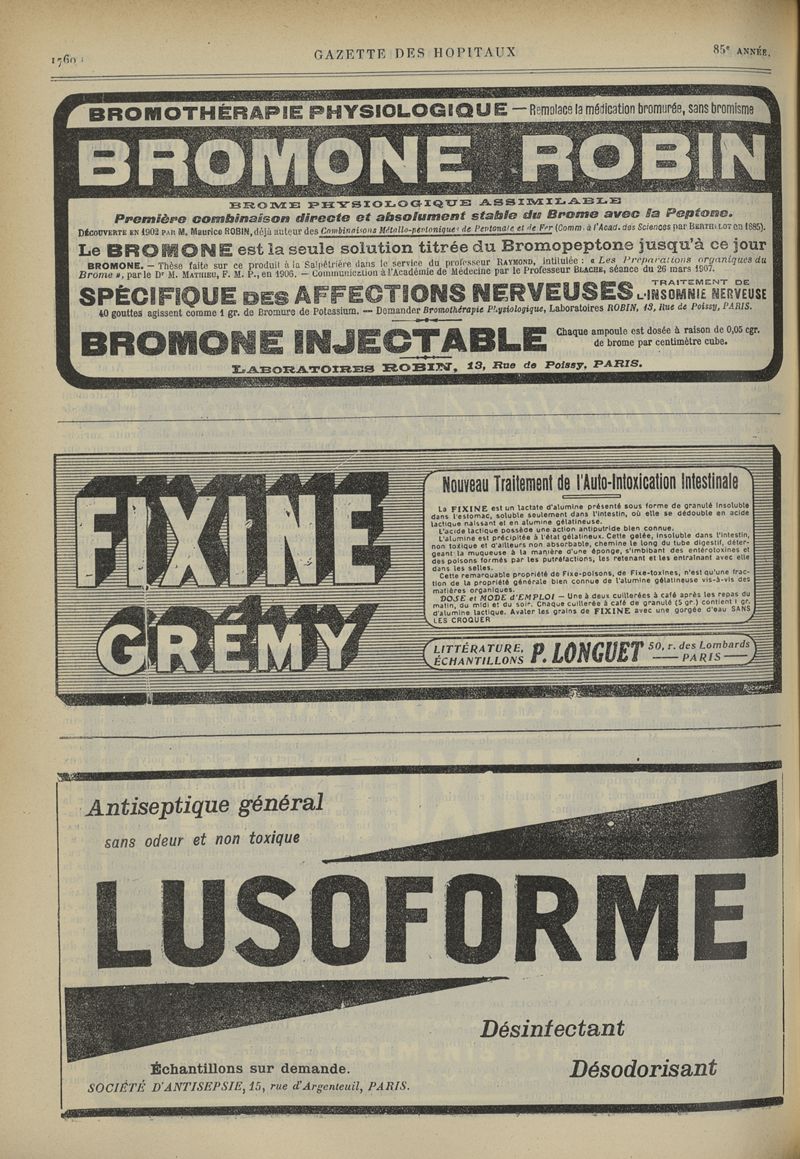 1760
GAZETTE DES HOPITAUX
85e ANNÉE.
BROMOTHÉRAPIE PHYSIOLOGIQUE — Remplace la médication bromurée, sans bromisme
BROMONE ROBIN
BROME PHYSIOLOGIQUE ASSIMILABLE
Première combinaison directe et absolument stable du Brome avec la Peptone.
DÉCOUVERTE EN 1902 PAR M. Maurice ROBIN, déjà auteur des Combinaisons Métallo-peptoniques de Peptone et de Fer (Comm. à l'Acad. des Sciences par BERTHELOT en 1885).
Le BROMONE est la seule solution titrée du Bromopeptone jusqu'à ce jour
BROMONE. — Thèse faite sur ce produit à la Salpêtrière dans le service du professeur RAYMOND, intitulée : « Les Préparations organiques du
Brome », par le Dr M. MATHIEU, F. M. P., en 1906. — Communication à l'Académie de Médecine par le Professeur BLACHE, séance du 26 mars 1907.
SPÉCIFIQUE DES AFFECTIONS NERVEUSES
TRAITEMENT DE
L'INSOMNIE NERVEUSE
40 gouttes agissent comme 1 gr. de Bromure de Potassium. — Demander Bromothérapie Physiologique, Laboratoires ROBIN, 13, Rue de Poissy, PARIS.
BROMONE INJECTABLE
Chaque ampoule est dosée à raison de 0,05 cgr.
de brome par centimètre cube.
LABORATOIRES ROBIN, 13, Rue de Poissy, PARIS.
FIXINE
GRÉMY
Nouveau Traitement de l'Auto-Intoxication Intestinale
La FIXINE est un lactate d'alumine présenté sous forme de granulé insoluble
dans l'estomac, soluble seulement dans l'intestin, où elle se dédouble en acide
lactique naissant et en alumine gélatineuse.
L'acide lactique possède une action antiputride bien connue.
L'alumine est précipitée à l'état gélatineux. Cette gelée, insoluble dans l'intestin,
non toxique et d'ailleurs non absorbable, chemine le long du tube digestif, déter-
geant la muqueuse à la manière d'une éponge, s'imbibant des entérotoxines et
des poisons formés par les putréfactions, les retenant et les entraînant avec elle
dans les selles.
Cette remarquable propriété de Fixe-poisons, de Fixe-toxines, n'est qu'une frac-
tion de la propriété générale bien connue de l'alumine gélatineuse vis-à-vis des
matières organiques.
DOSE et MODE D'EMPLOI — Une à deux cuillerées à café après les repas du
matin, du midi et du soir. Chaque cuillerée à café de granulé (5 gr.) contient 1 gr.
d'alumine lactique. Avaler les grains de FIXINE avec une gorgée d'eau SANS
LES CROQUER
LITTÉRATURE,
ÉCHANTILLONS
P. LONGUET
50, r. des Lombards
— PARIS —
Antiseptique général
sans odeur et non toxique
LUSOFORME
Désinfectant
Désodorisant
Échantillons sur demande.
SOCIÉTÉ D'ANTISEPSIE, 15, rue d'Argenteuil, PARIS.